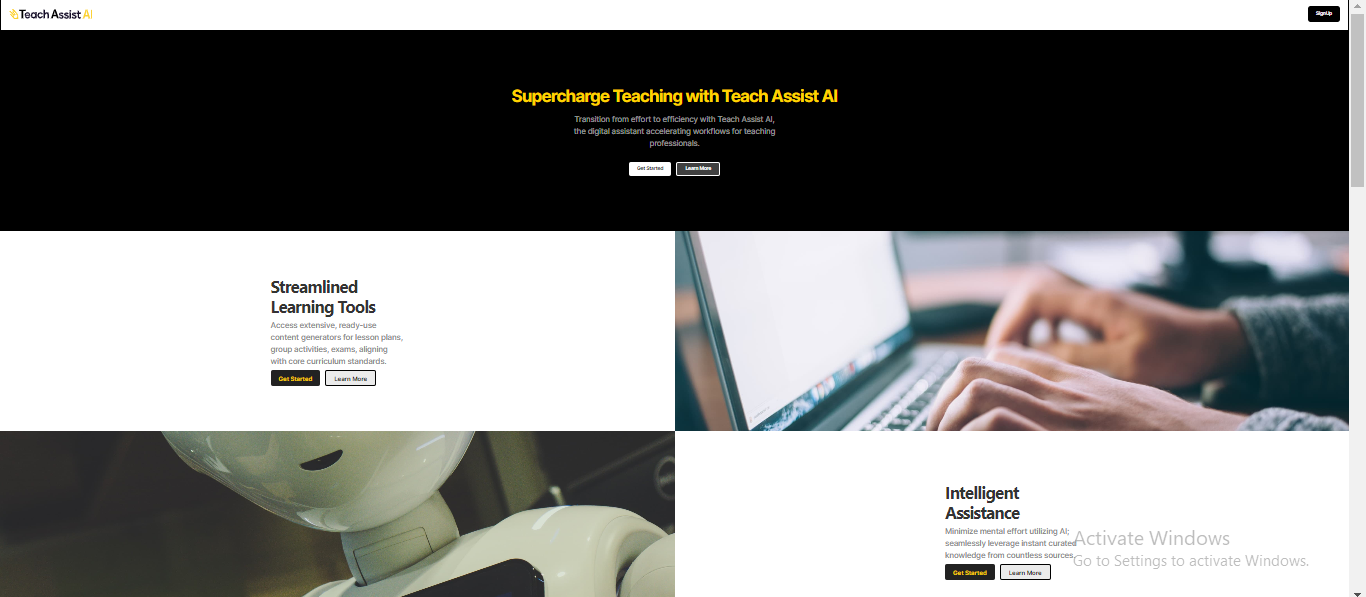 Teach Assist AI
SignUp
Supercharge Teaching with Teach Assist AI
Transition from effort to efficiency with Teach Assist AI,
the digital assistant accelerating workflows for teaching
professionals.
Get Started
Learn More
Streamlined
Learning Tools
Access extensive, ready-use
content generators for lesson plans,
group activities, exams, aligning
with core curriculum standards.
Get Started
Learn More
Intelligent
Assistance
Minimize mental effort utilizing AI;
seamlessly leverage instant curated
knowledge from countless sources.
Get Started
Learn More
Activate Windows
Go to Settings to activate Windows.